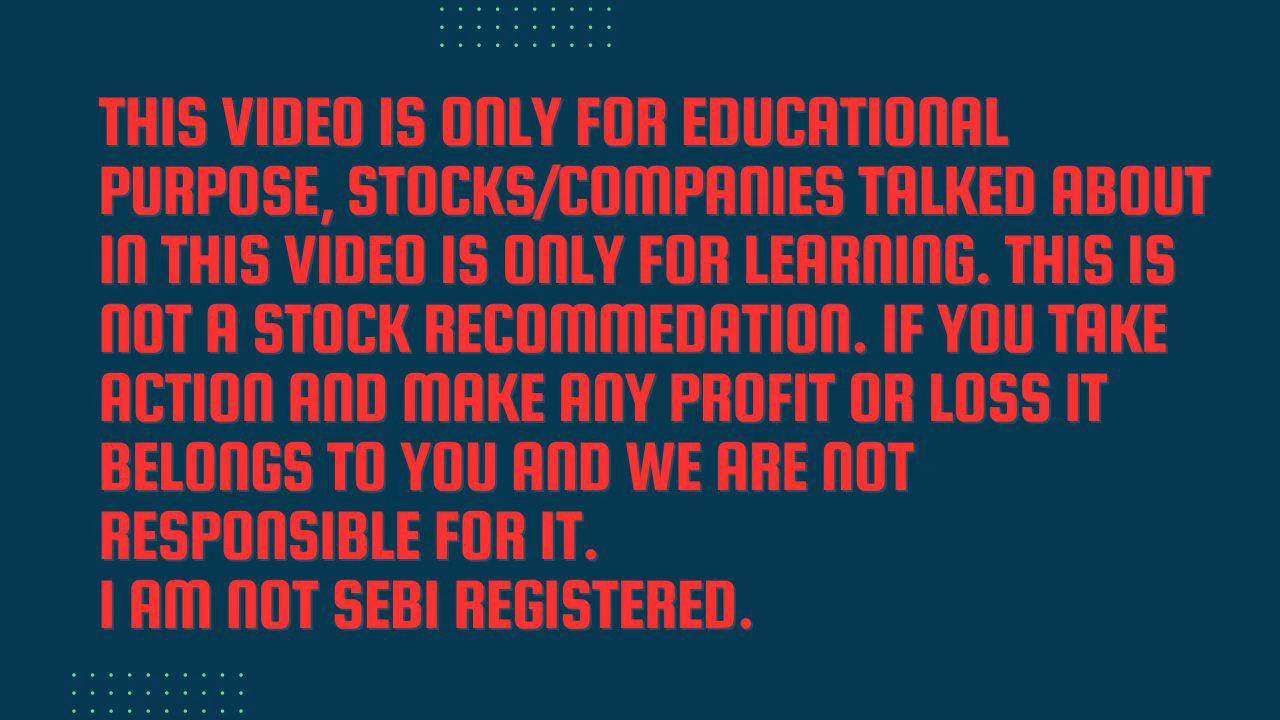 THIS VIDEO IS ONLY FOR EDUCATIONAL
PURPOSE, STOCKS/COMPANIES TALKED ABOUT
IN THIS VIDEO IS ONLY FOR LEARNING. THIS IS
NOT A STOCK RECOMMEDATION. IF YOU TAKE
ACTION AND MAKE ANY PROFIT OR LOSS IT
BELONGS TO YOU AND WE ARE NOT
RESPONSIBLE FOR IT.
I AM NOT SEBI REGISTERED.